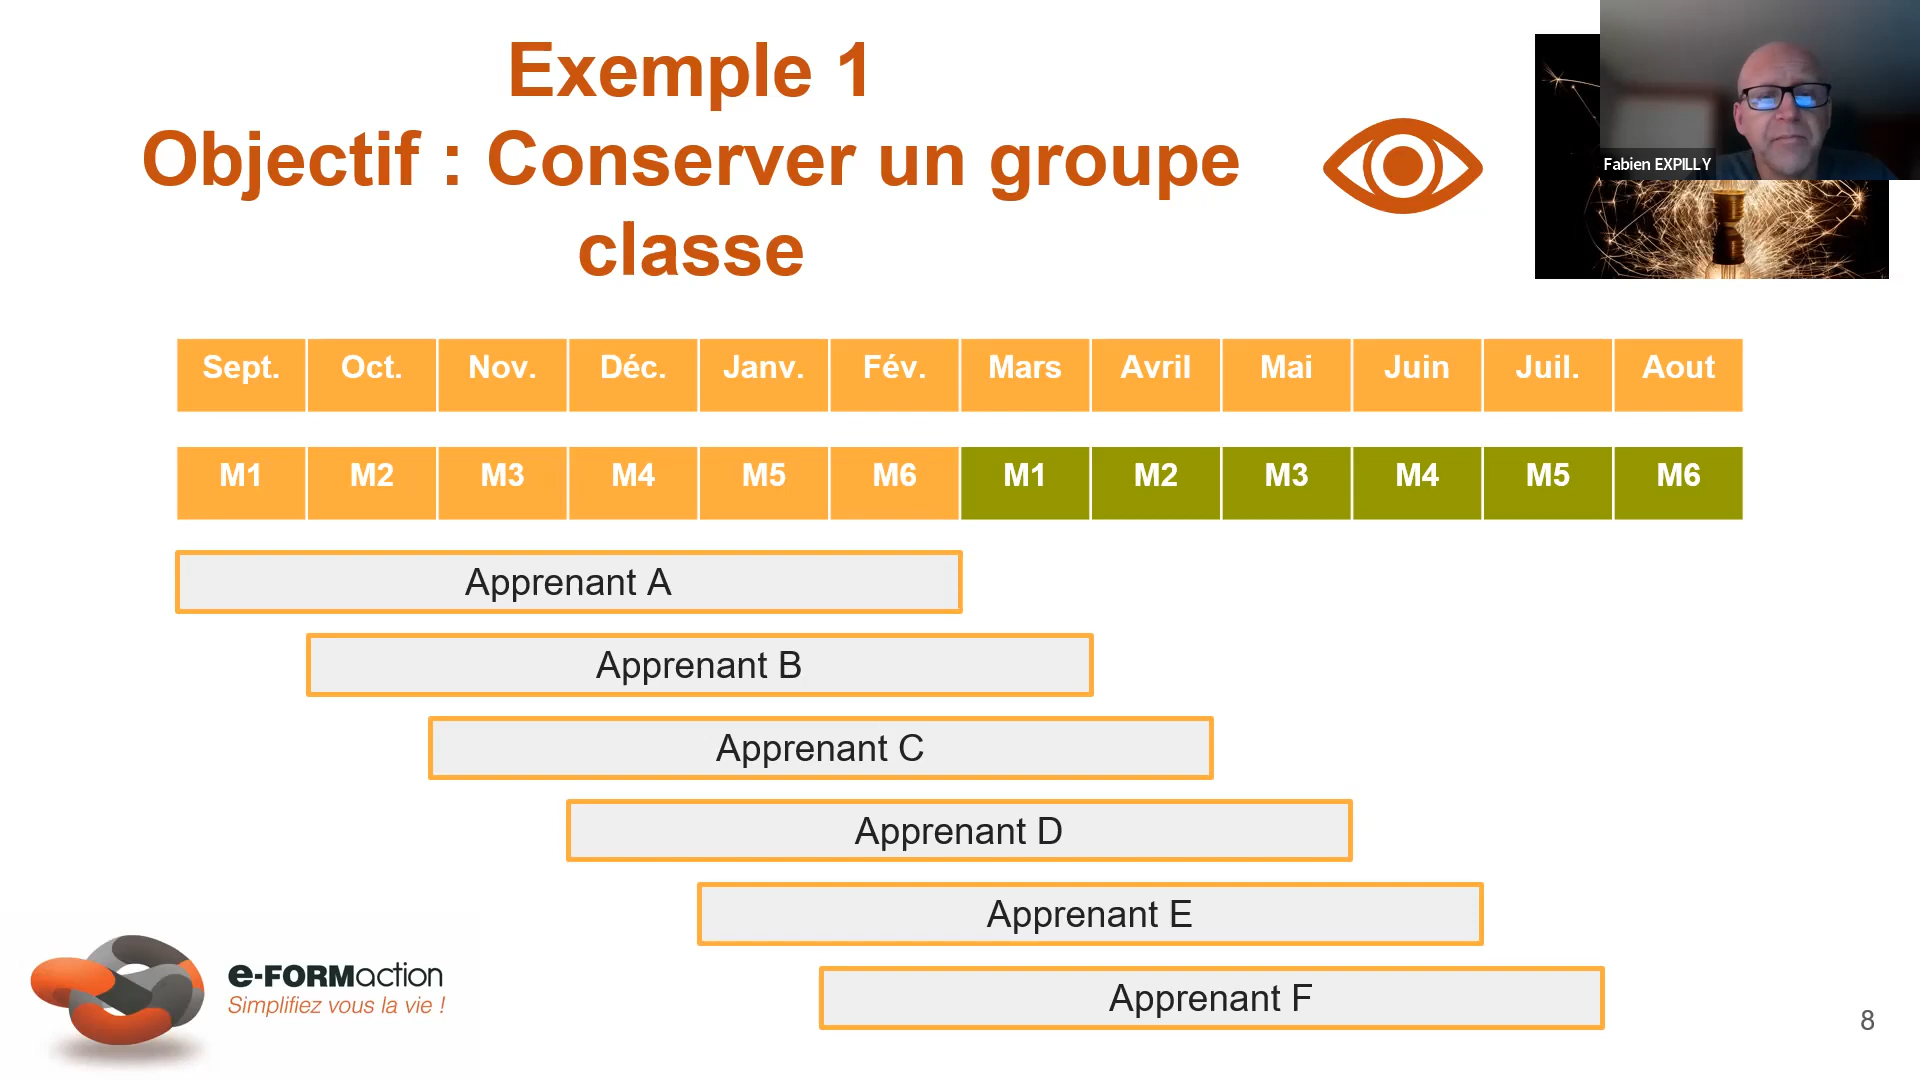 Exemple 1
Objectif : Conserver un groupe
classe
Fabien EXPILLY
Sept. Oct. Nov. Déc. Janv. Fév. Mars Avril Mai Juin Juil. Aout
M1 M2 M3 M4 M5 M6 M1 M2 M3 M4 M5 M6
Apprenant A
Apprenant B
Apprenant C
Apprenant D
Apprenant E
Apprenant F
e-FORMaction
Simplifiez vous la vie !
8